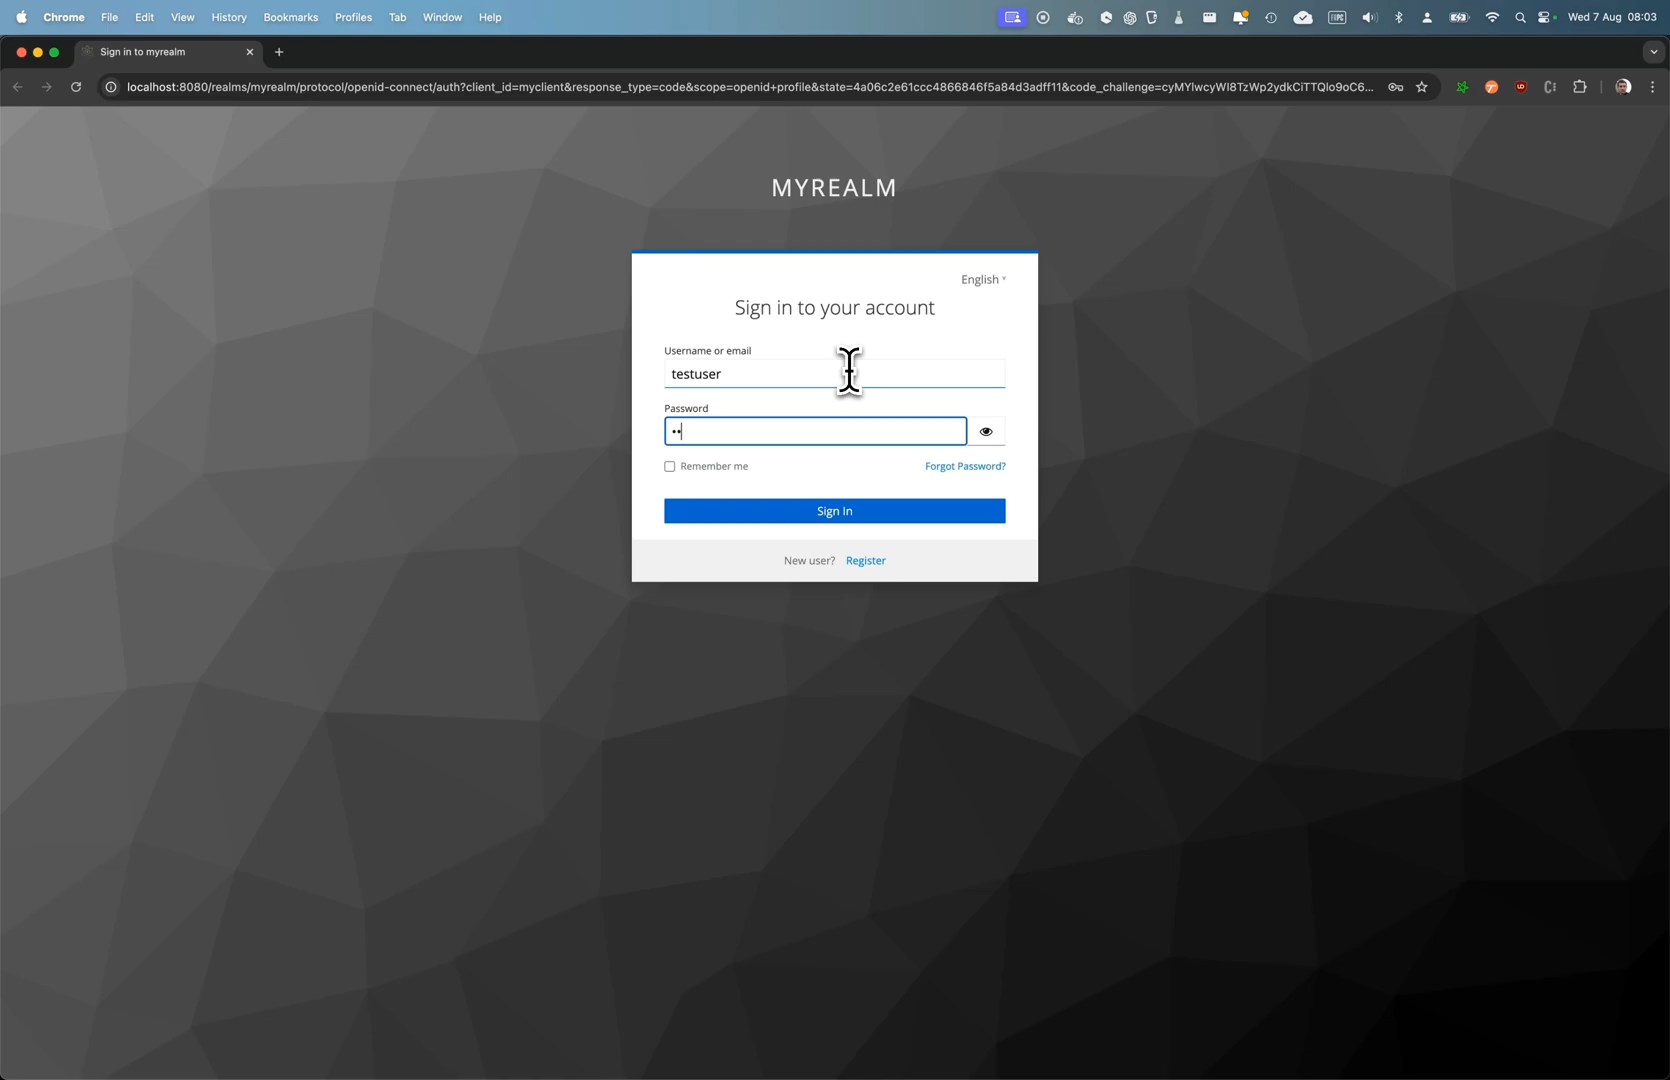 Chrome File Edit View History Bookmarks Profiles Tab Window Help Wed 7 Aug 08:03
Sign in to myrealm
localhost:8080/realms/myrealm/protocol/openid-connect/auth?client_id=myclient&response_type=code&scope=openid+profile&state=4a06c2e61ccc4866846f5a84d3adff11&code_challenge=cyMYlwcyWl8TzWp2ydkCiTTQlo9oC6...
MYREALM
English
Sign in to your account
Username or email
testuser
Password
••
Remember me Forgot Password?
Sign In
New user? Register